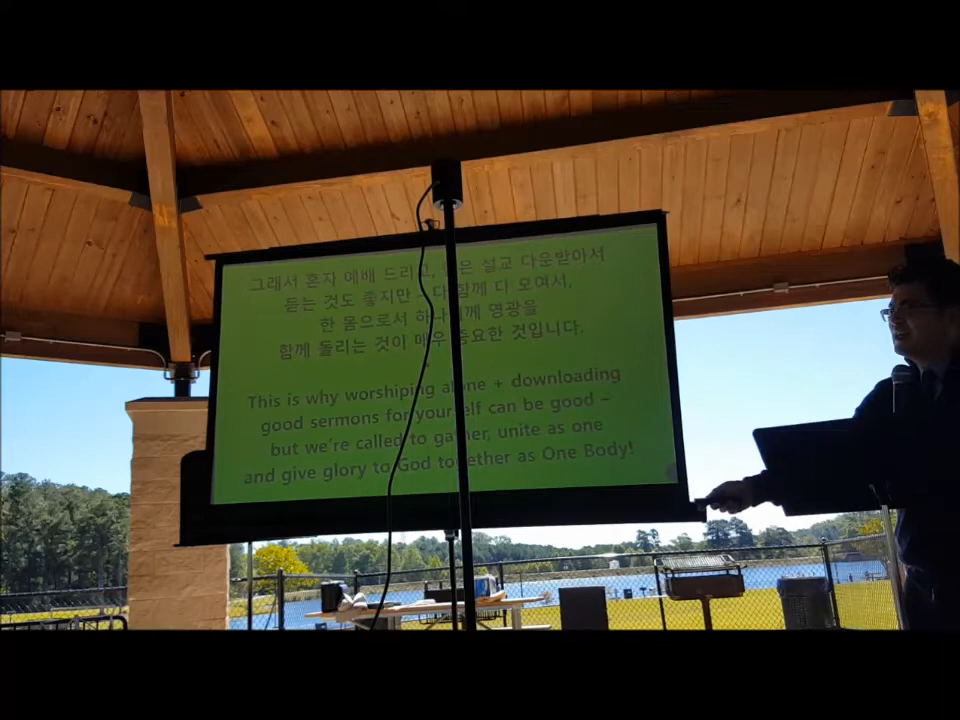 그래서 혼자 예배 드리고, 설교 다운받아서
듣는 것도 좋지만 – 다 함께 다 모여서,
한 몸으로서 하나 께 영광을
함께 돌리는 것이 매우 중요한 것입니다.
This is why worshiping alone + downloading
good sermons for yourself can be good –
but we're called to gather, unite as one
and give glory to God together as One Body!